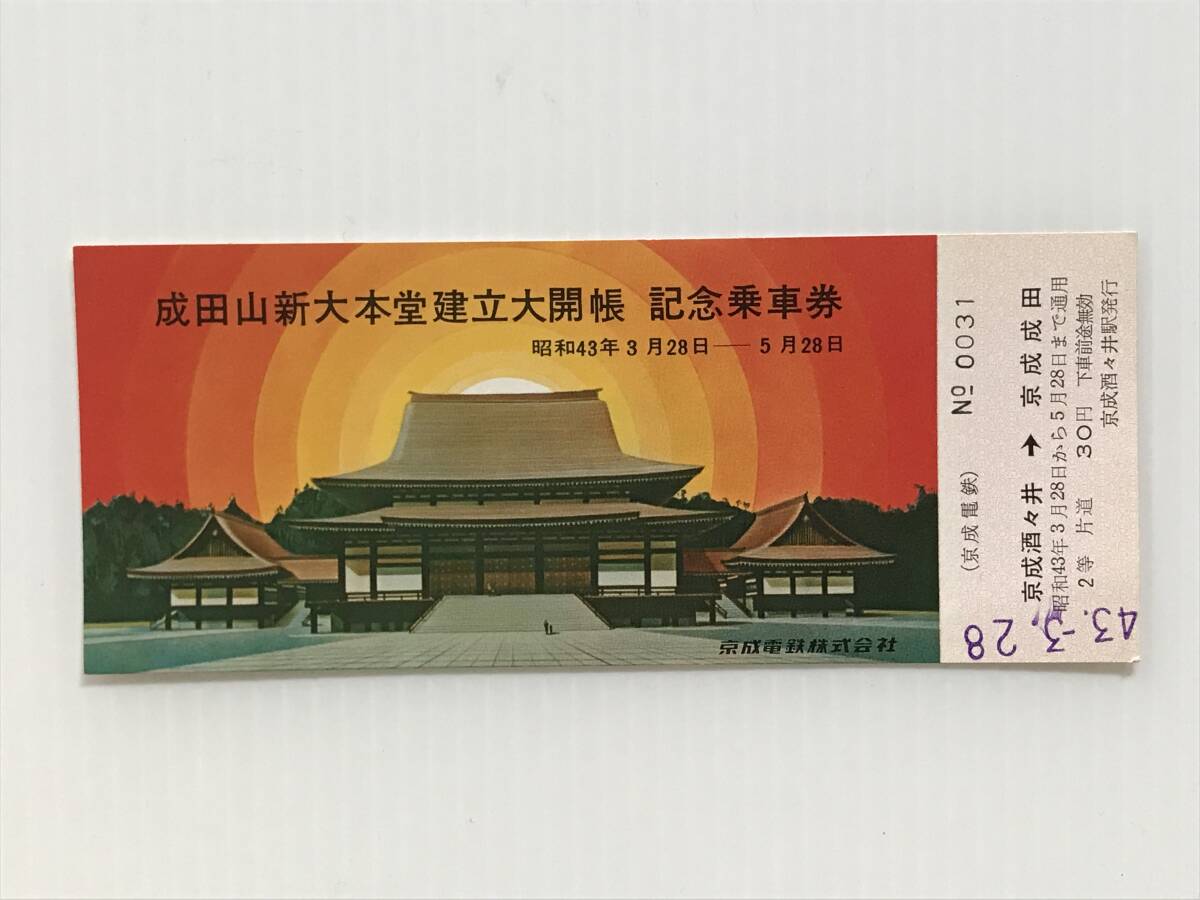 成田山新大本堂建立大開帳 記念乗車券
昭和43年3月28日——5月28日
京成電鉄株式会社
(京成電鉄) № 0031
京成酒々井 ➔ 京成成田
昭和43年3月28日から5月28日まで通用
2等 片道 30円 下車前途無効
京成酒々井駅発行
43.-3.28